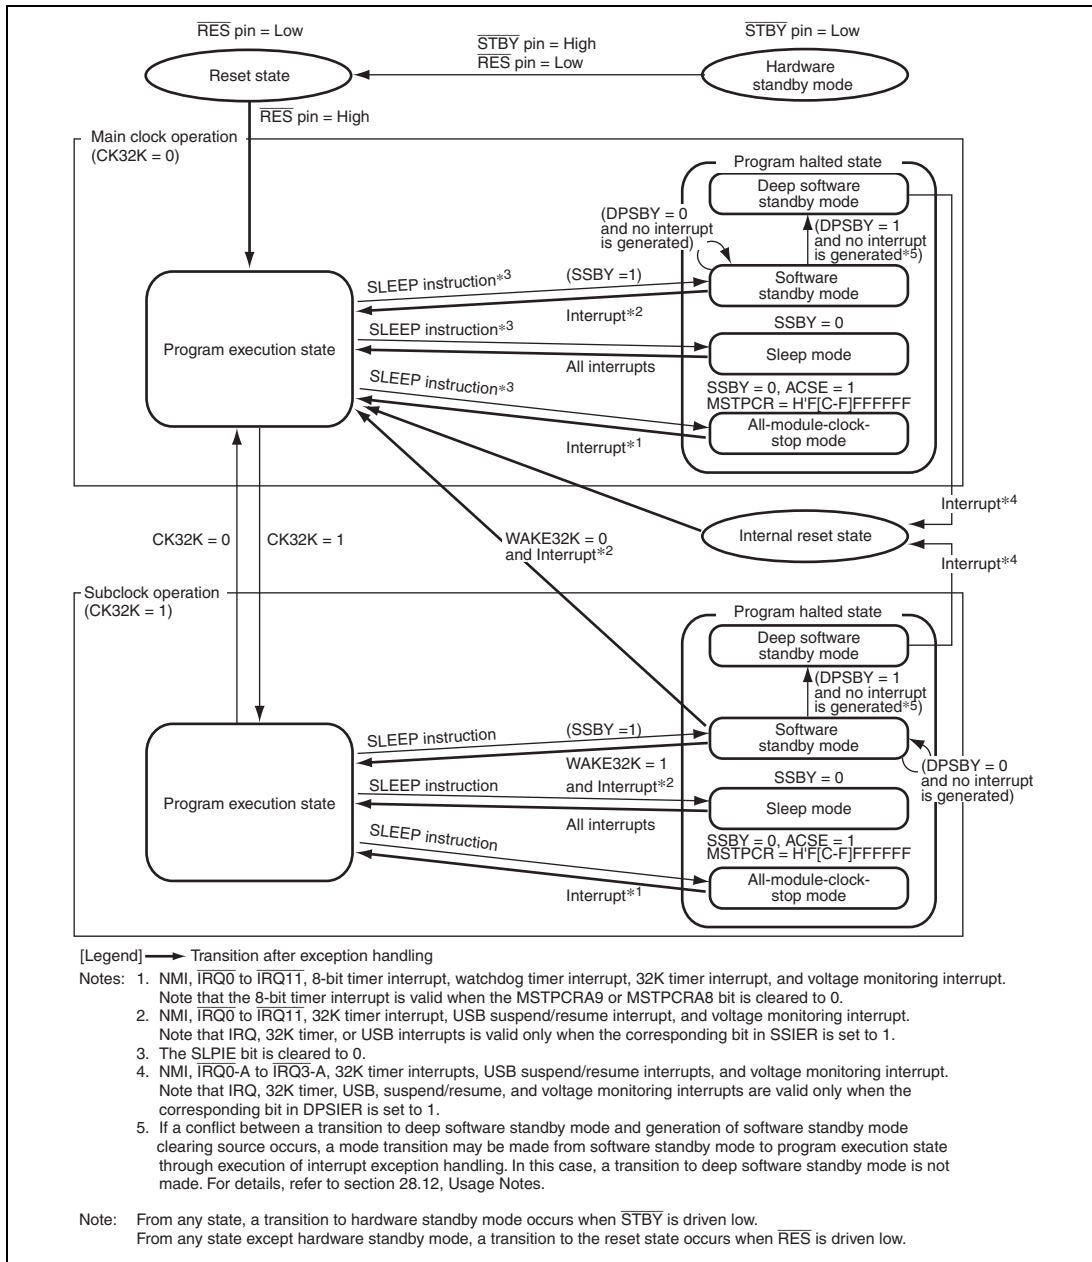 RES pin = Low
STBY pin = High
RES pin = Low
STBY pin = Low
Reset state
Hardware
standby mode
RES pin = High
Main clock operation
(CK32K = 0)
Program halted state
Deep software
standby mode
(DPSBY = 0
and no interrupt
is generated)
(DPSBY = 1
and no interrupt
is generated*5)
SLEEP instruction*3
(SSBY =1)
Software
standby mode
Interrupt*2
SLEEP instruction*3
SSBY = 0
Program execution state
Sleep mode
All interrupts
SLEEP instruction*3
SSBY = 0, ACSE = 1
MSTPCR = H'F[C-F]FFFFFF
All-module-clock-
stop mode
Interrupt*1
Interrupt*4
CK32K = 0
CK32K = 1
WAKE32K = 0
and Interrupt*2
Internal reset state
Interrupt*4
Subclock operation
(CK32K = 1)
Program halted state
Deep software
standby mode
(DPSBY = 1
and no interrupt
is generated*5)
SLEEP instruction
(SSBY =1)
Software
standby mode
WAKE32K = 1
and Interrupt*2
(DPSBY = 0
and no interrupt
is generated)
SLEEP instruction
SSBY = 0
Program execution state
Sleep mode
All interrupts
SLEEP instruction
SSBY = 0, ACSE = 1
MSTPCR = H'F[C-F]FFFFFF
All-module-clock-
stop mode
Interrupt*1
[Legend] Transition after exception handling
Notes: 1. NMI, IRQ0 to IRQ11, 8-bit timer interrupt, watchdog timer interrupt, 32K timer interrupt, and voltage monitoring interrupt.
Note that the 8-bit timer interrupt is valid when the MSTPCRA9 or MSTPCRA8 bit is cleared to 0.
2. NMI, IRQ0 to IRQ11, 32K timer interrupt, USB suspend/resume interrupt, and voltage monitoring interrupt.
Note that IRQ, 32K timer, or USB interrupts is valid only when the corresponding bit in SSIER is set to 1.
3. The SLPIE bit is cleared to 0.
4. NMI, IRQ0-A to IRQ3-A, 32K timer interrupts, USB suspend/resume interrupts, and voltage monitoring interrupt.
Note that IRQ, 32K timer, USB, suspend/resume, and voltage monitoring interrupts are valid only when the
corresponding bit in DPSIER is set to 1.
5. If a conflict between a transition to deep software standby mode and generation of software standby mode
clearing source occurs, a mode transition may be made from software standby mode to program execution state
through execution of interrupt exception handling. In this case, a transition to deep software standby mode is not
made. For details, refer to section 28.12, Usage Notes.
Note: From any state, a transition to hardware standby mode occurs when STBY is driven low.
From any state except hardware standby mode, a transition to the reset state occurs when RES is driven low.